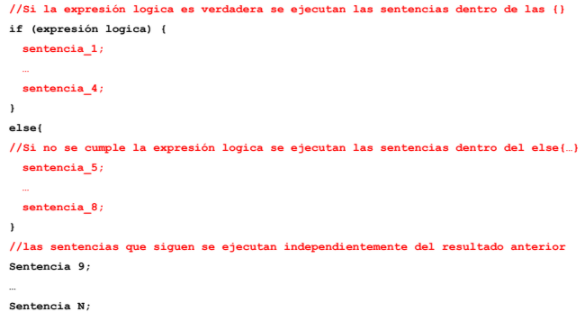 //Si la expresión logica es verdadera se ejecutan las sentencias dentro de las {}
if (expresión logica) {
sentencia_1;
…
sentencia_4;
}
else{
//Si no se cumple la expresión logica se ejecutan las sentencias dentro del else{…}
sentencia_5;
…
sentencia_8;
}
//las sentencias que siguen se ejecutan independientemente del resultado anterior
Sentencia 9;
…
Sentencia N;